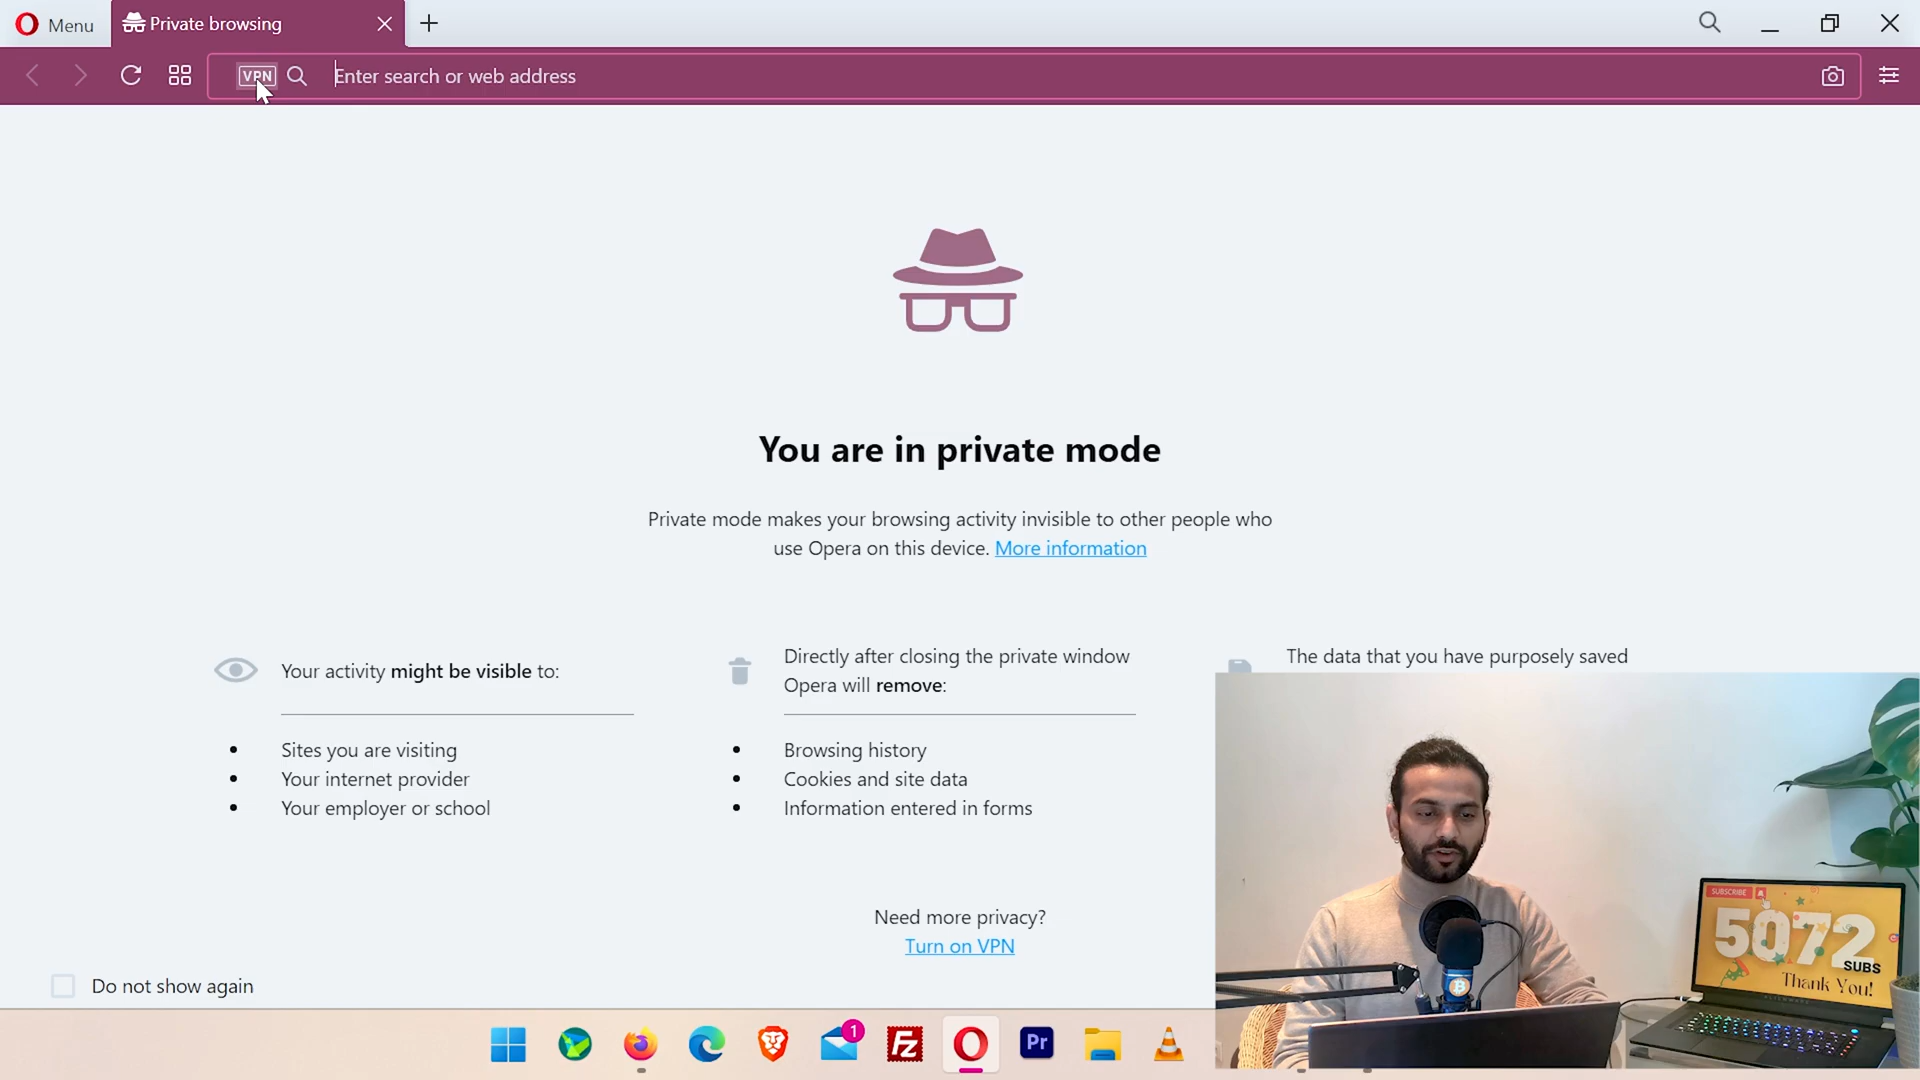 Menu
Private browsing
VPN
Enter search or web address
You are in private mode
Private mode makes your browsing activity invisible to other people who
use Opera on this device. More information
Your activity might be visible to:
Sites you are visiting
Your internet provider
Your employer or school
Directly after closing the private window
Opera will remove:
Browsing history
Cookies and site data
Information entered in forms
The data that you have purposely saved
Need more privacy?
Turn on VPN
Do not show again
SUBSCRIBE
5072
SUBS
Thank You!
1
FZ
Pr